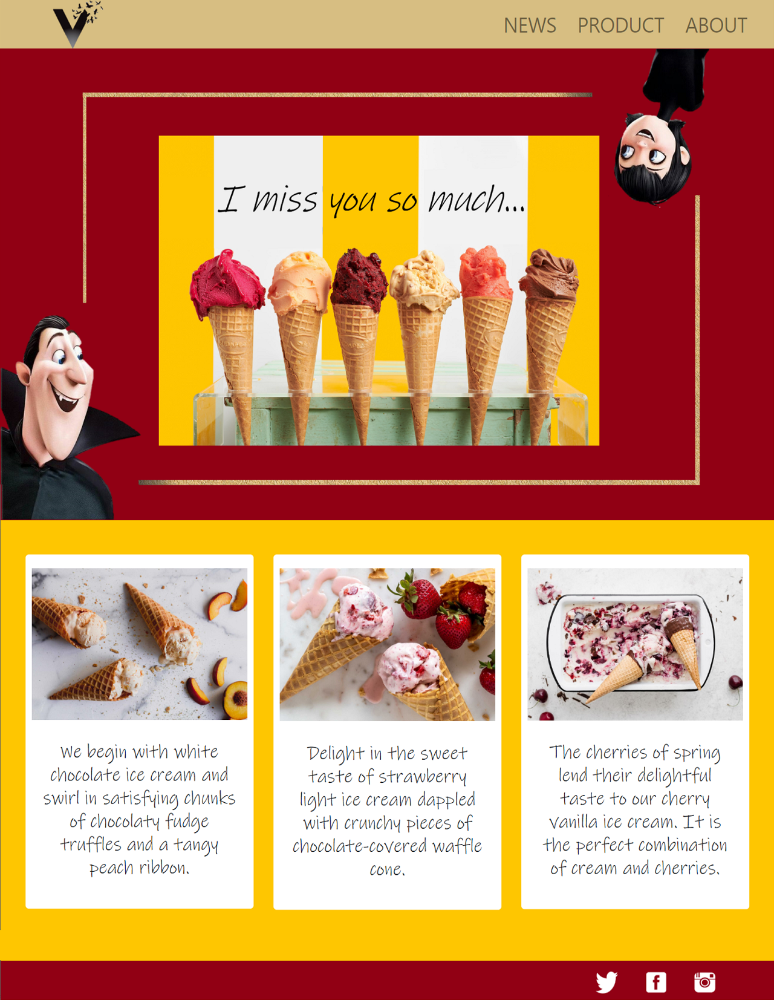 V
NEWS PRODUCT ABOUT
I miss you so much...
We begin with white
chocolate ice cream and
swirl in satisfying chunks
of chocolaty fudge
truffles and a tangy
peach ribbon.
Delight in the sweet
taste of strawberry
light ice cream dappled
with crunchy pieces of
chocolate-covered waffle
cone.
The cherries of spring
lend their delightful
taste to our cherry
vanilla ice cream. It is
the perfect combination
of cream and cherries.